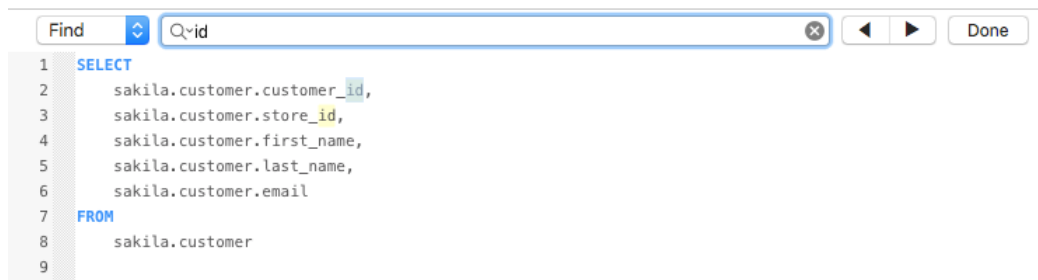 Find id Done
1 SELECT
2 sakila.customer.customer_id,
3 sakila.customer.store_id,
4 sakila.customer.first_name,
5 sakila.customer.last_name,
6 sakila.customer.email
7 FROM
8 sakila.customer
9